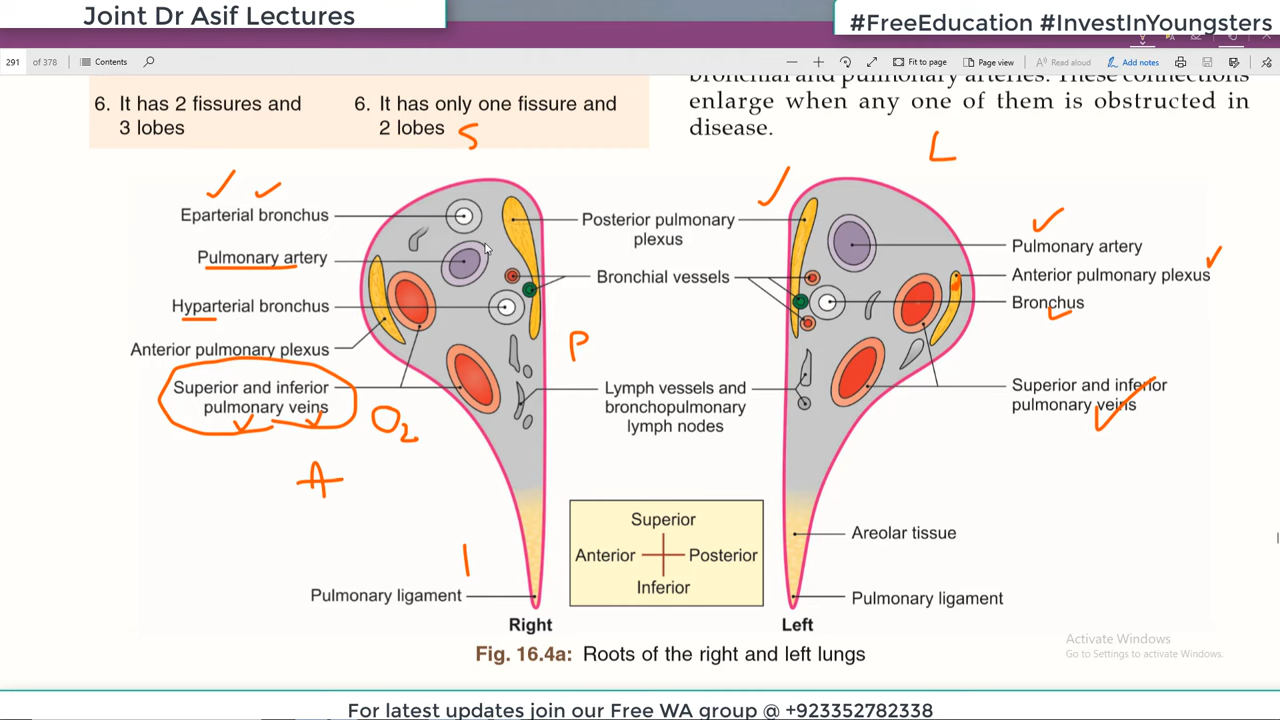 Joint Dr Asif Lectures
#FreeEducation #InvestInYoungsters
291 of 378
Contents
Fit to page
Page view
Read aloud
Add notes
6. It has 2 fissures and
3 lobes
6. It has only one fissure and
2 lobes
bronchial and pulmonary arteries. These connections
enlarge when any one of them is obstructed in
disease.
S
L
Eparterial bronchus
Pulmonary artery
Hyparterial bronchus
Anterior pulmonary plexus
Superior and inferior
pulmonary veins
O2
A
I
Pulmonary ligament
Posterior pulmonary
plexus
Bronchial vessels
P
Lymph vessels and
bronchopulmonary
lymph nodes
Superior
Anterior
Posterior
Inferior
Pulmonary artery
Anterior pulmonary plexus
Bronchus
L
Superior and inferior
pulmonary veins
Areolar tissue
Pulmonary ligament
Right
Left
Fig. 16.4a: Roots of the right and left lungs
Activate Windows
Go to Settings to activate Windows.
For latest updates join our Free WA group @ +923352782338